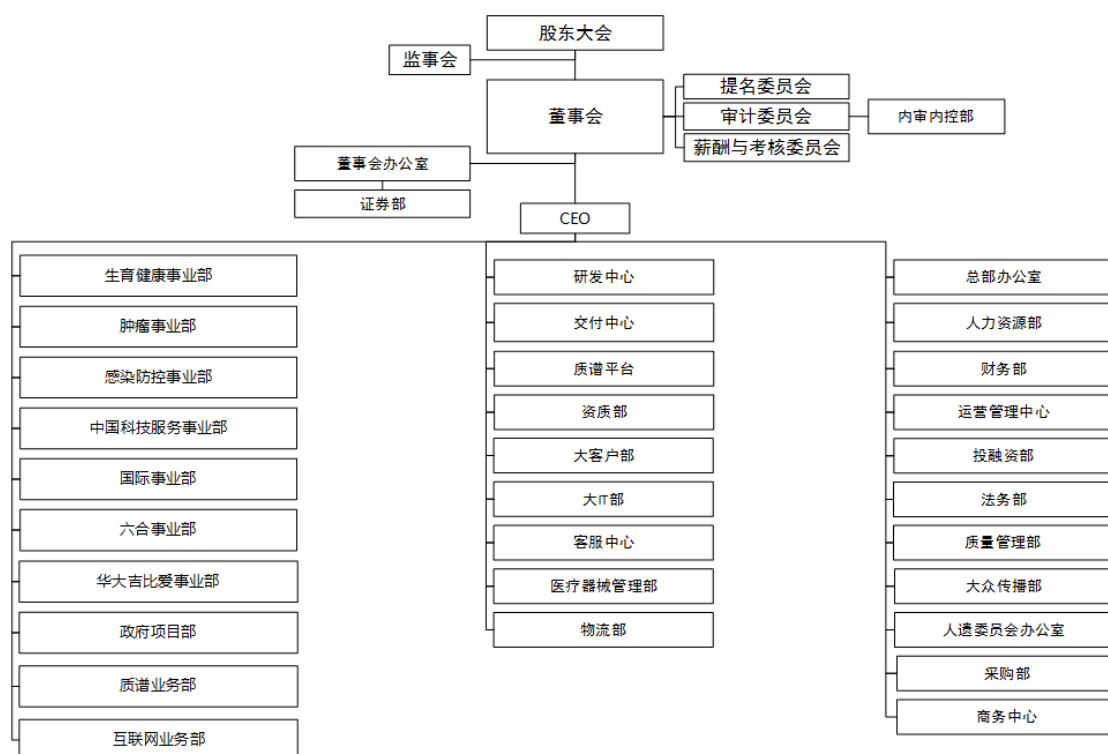 股东大会
监事会
董事会
提名委员会
审计委员会
薪酬与考核委员会
内审内控部
董事会办公室
证券部
CEO
生育健康事业部
肿瘤事业部
感染防控事业部
中国科技服务事业部
国际事业部
六合事业部
华大吉比爱事业部
政府项目部
质谱业务部
互联网业务部
研发中心
交付中心
质谱平台
资质部
大客户部
大IT部
客服中心
医疗器械管理部
物流部
总部办公室
人力资源部
财务部
运营管理中心
投融资部
法务部
质量管理部
大众传播部
人遗委员会办公室
采购部
商务中心